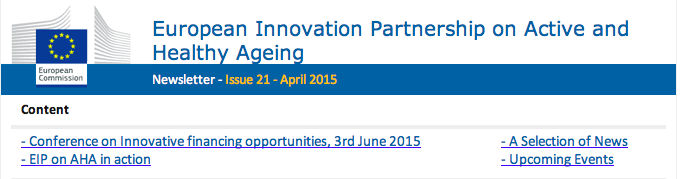 European Innovation Partnership on Active and
Healthy Ageing
European
Commission
Newsletter - Issue 21 - April 2015
Content
- Conference on Innovative financing opportunities, 3rd June 2015
- EIP on AHA in action
- A Selection of News
- Upcoming Events